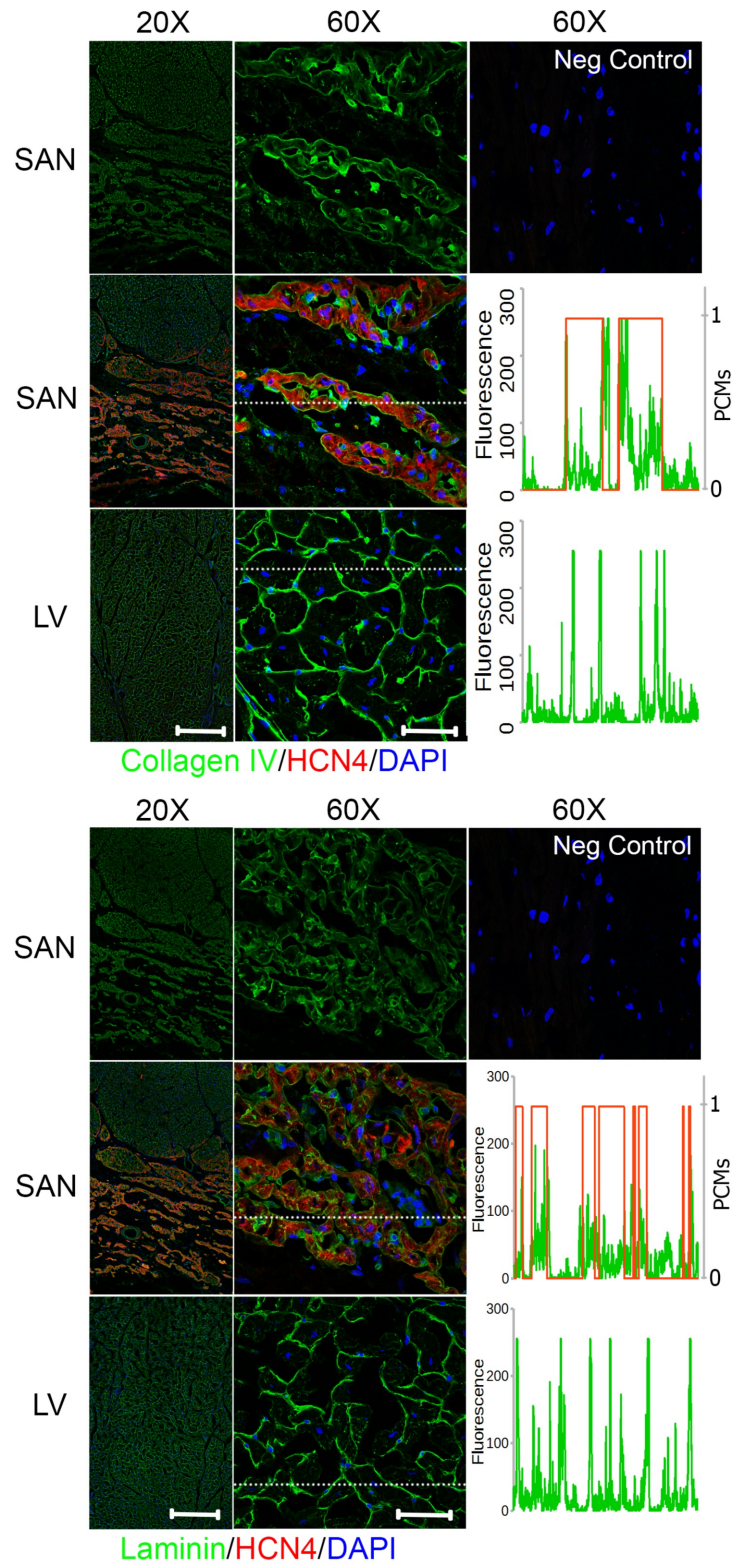 20X 60X 60X
Neg Control
SAN
SAN
300
200
100
0
Fluorescence
1
0
PCMs
LV
300
200
100
0
Fluorescence
Collagen IV/HCN4/DAPI
20X 60X 60X
Neg Control
SAN
SAN
300
200
100
0
Fluorescence
1
0
PCMs
LV
300
200
100
0
Fluorescence
Laminin/HCN4/DAPI